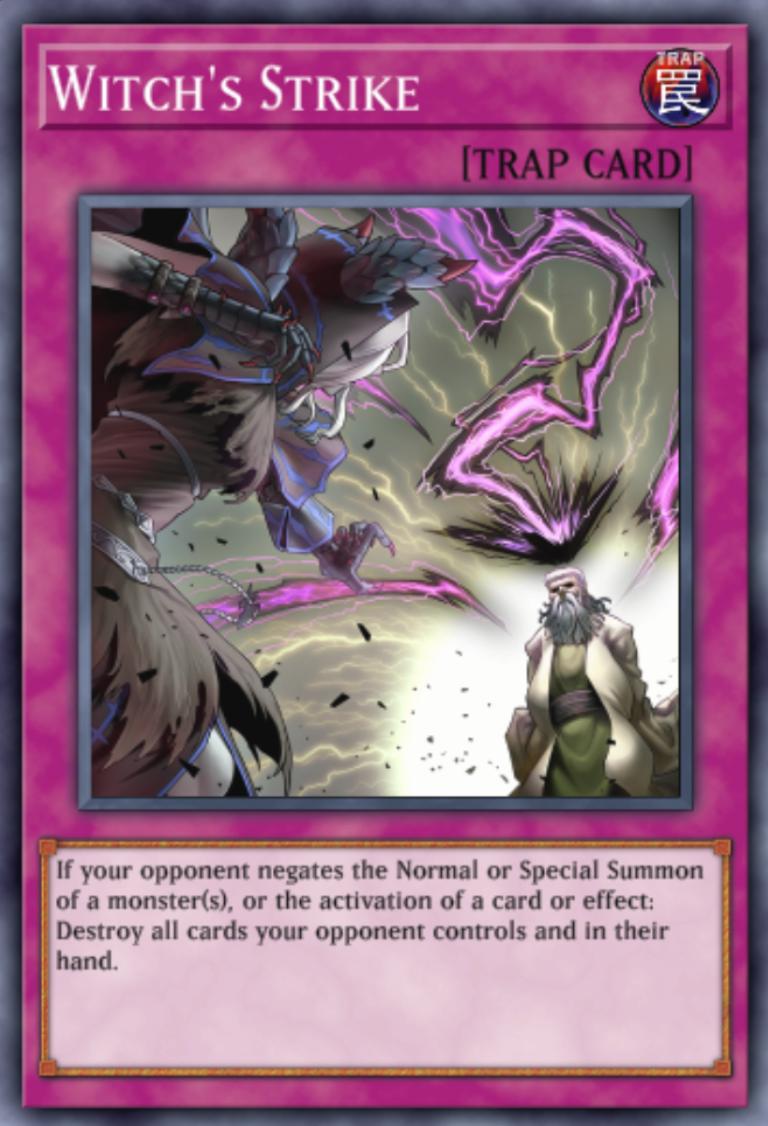 WITCH'S STRIKE
TRAP
罠
[TRAP CARD]
If your opponent negates the Normal or Special Summon
of a monster(s), or the activation of a card or effect:
Destroy all cards your opponent controls and in their
hand.